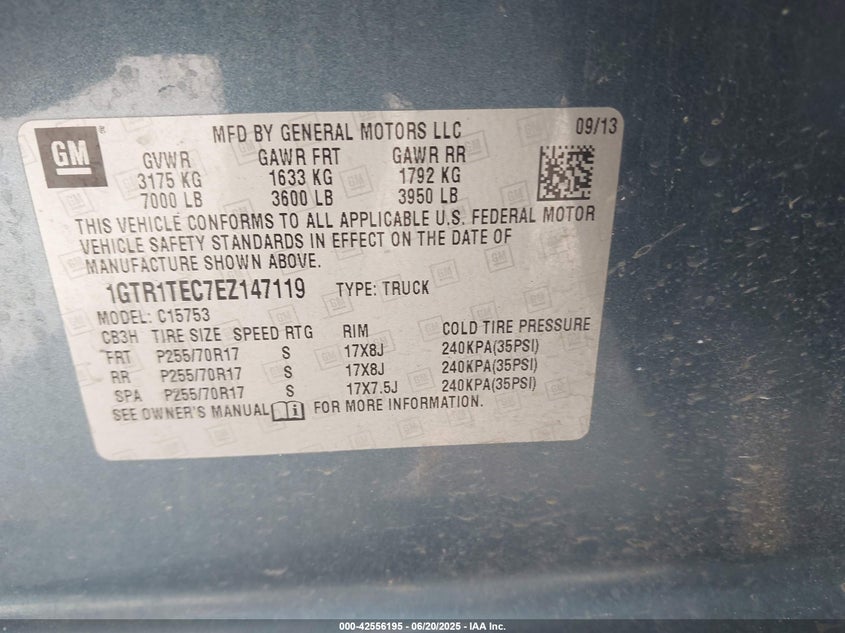 GM
MFD BY GENERAL MOTORS LLC 09/13
GVWR GAWR FRT GAWR RR
3175 KG 1633 KG 1792 KG
7000 LB 3600 LB 3950 LB
THIS VEHICLE CONFORMS TO ALL APPLICABLE U.S. FEDERAL MOTOR
VEHICLE SAFETY STANDARDS IN EFFECT ON THE DATE OF
MANUFACTURE SHOWN ABOVE.
1GTR1TEC7EZ147119 TYPE: TRUCK
MODEL: C15753
CB3H TIRE SIZE SPEED RTG RIM COLD TIRE PRESSURE
FRT P255/70R17 S 17X8J 240KPA(35PSI)
RR P255/70R17 S 17X8J 240KPA(35PSI)
SPA P255/70R17 S 17X7.5J 240KPA(35PSI)
SEE OWNER'S MANUAL FOR MORE INFORMATION.
000-42556195 - 06/20/2025 - IAA Inc.